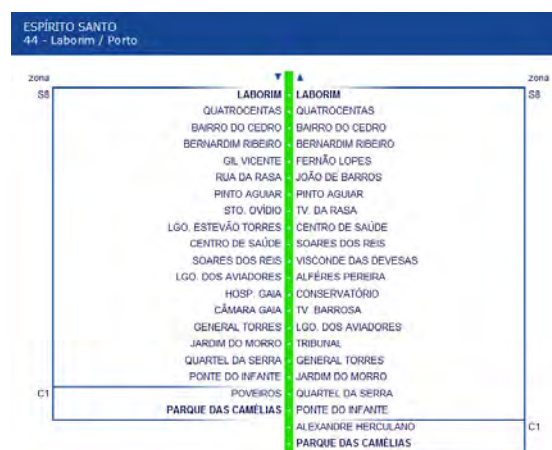 ESPÍRITO SANTO
44 - Laborim / Porto
zona zona
S8 LABORIM LABORIM S8
QUATROCENTAS QUATROCENTAS
BAIRRO DO CEDRO BAIRRO DO CEDRO
BERNARDIM RIBEIRO BERNARDIM RIBEIRO
GIL VICENTE FERNÃO LOPES
RUA DA RASA JOÃO DE BARROS
PINTO AGUIAR PINTO AGUIAR
STO. OVÍDIO TV. DA RASA
LGO. ESTEVÃO TORRES CENTRO DE SAÚDE
CENTRO DE SAÚDE SOARES DOS REIS
SOARES DOS REIS VISCONDE DAS DEVESAS
LGO. DOS AVIADORES ALFÉRES PEREIRA
HOSP. GAIA CONSERVATÓRIO
CÂMARA GAIA TV. BARROSA
GENERAL TORRES LGO. DOS AVIADORES
JARDIM DO MORRO TRIBUNAL
QUARTEL DA SERRA GENERAL TORRES
PONTE DO INFANTE JARDIM DO MORRO
C1 POVEIROS QUARTEL DA SERRA
PARQUE DAS CAMÉLIAS PONTE DO INFANTE
ALEXANDRE HERCULANO C1
PARQUE DAS CAMÉLIAS